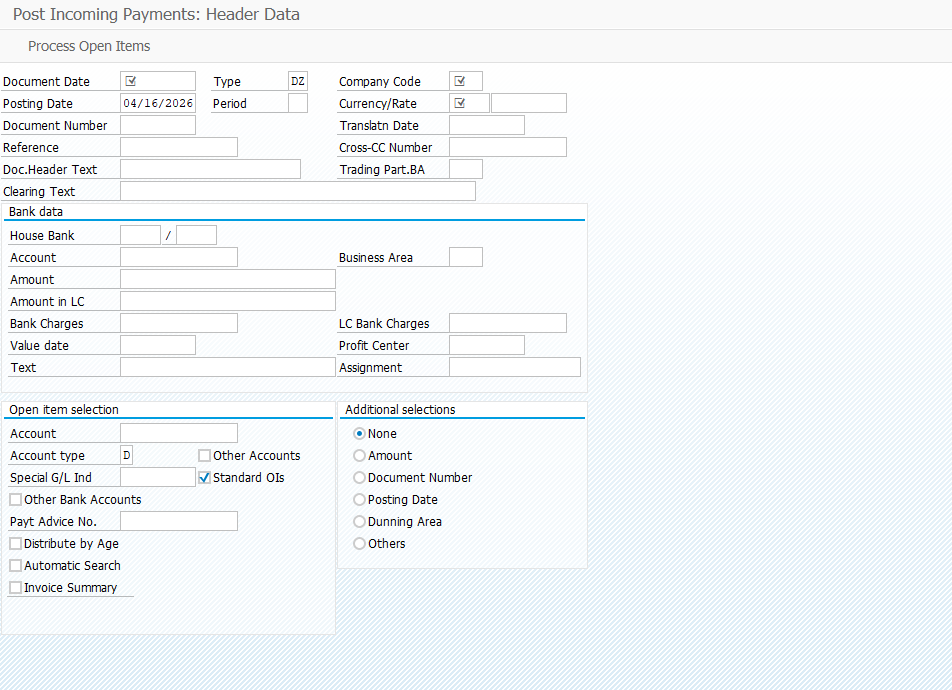 Post Incoming Payments: Header Data
Process Open Items
Document Date Type DZ Company Code
Posting Date 04/16/2026 Period Currency/Rate
Document Number Translatn Date
Reference Cross-CC Number
Doc.Header Text Trading Part.BA
Clearing Text
Bank data
House Bank /
Account Business Area
Amount
Amount in LC
Bank Charges LC Bank Charges
Value date Profit Center
Text Assignment
Open item selection
Account
Account type D Other Accounts
Special G/L Ind Standard OIs
Other Bank Accounts
Payt Advice No.
Distribute by Age
Automatic Search
Invoice Summary
Additional selections
None
Amount
Document Number
Posting Date
Dunning Area
Others